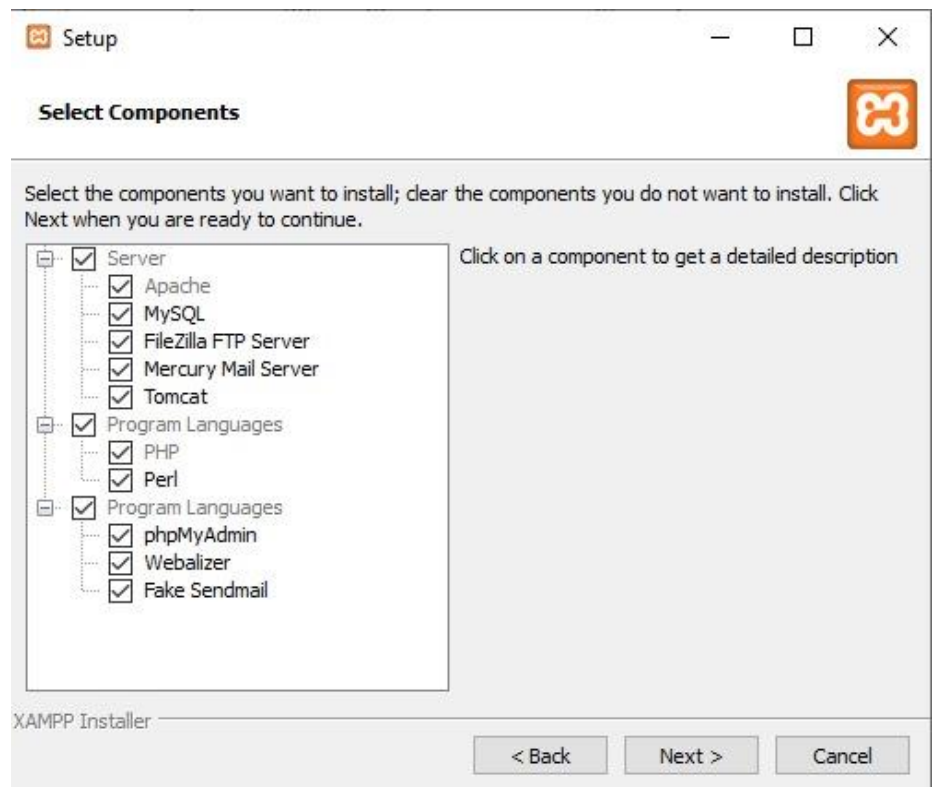 Setup
Select Components
Select the components you want to install; clear the components you do not want to install. Click
Next when you are ready to continue.
Server
Apache
MySQL
FileZilla FTP Server
Mercury Mail Server
Tomcat
Program Languages
PHP
Perl
Program Languages
phpMyAdmin
Webalizer
Fake Sendmail
Click on a component to get a detailed description
XAMPP Installer
< Back
Next >
Cancel